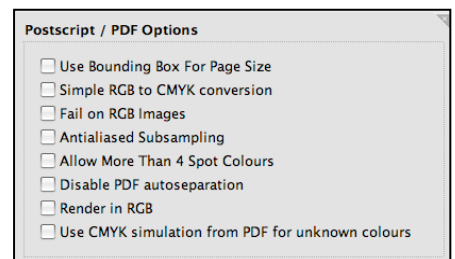 Postscript / PDF Options
Use Bounding Box For Page Size
Simple RGB to CMYK conversion
Fail on RGB Images
Antialiased Subsampling
Allow More Than 4 Spot Colours
Disable PDF autoseparation
Render in RGB
Use CMYK simulation from PDF for unknown colours